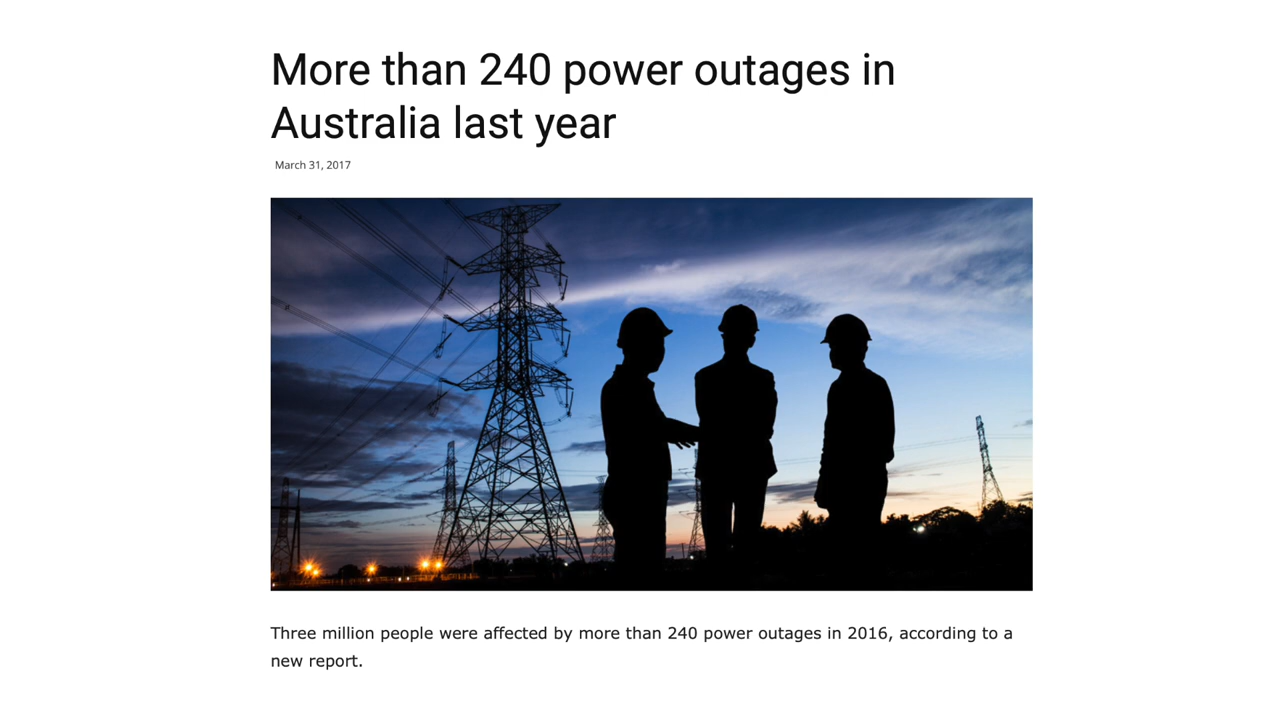 More than 240 power outages in
Australia last year
March 31, 2017
Three million people were affected by more than 240 power outages in 2016, according to a
new report.